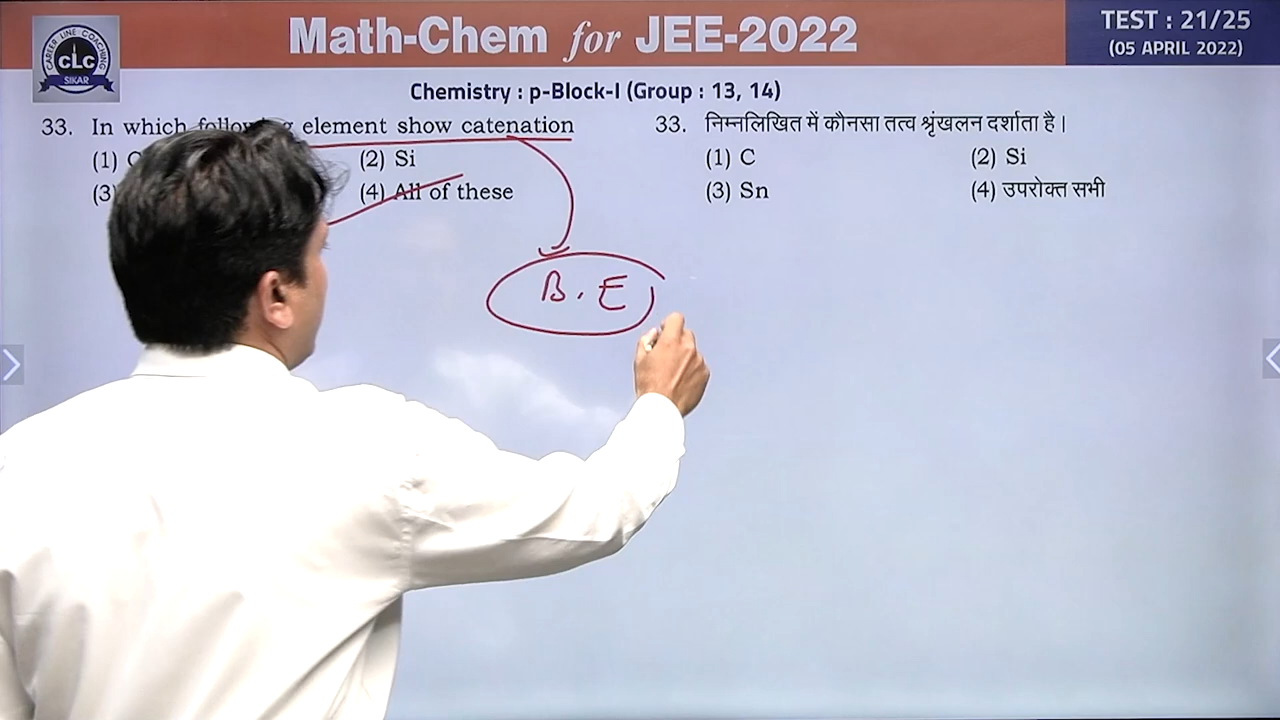 CAREER LINE COACHING
CLC
SIKAR
Math-Chem for JEE-2022
TEST : 21/25
(05 APRIL 2022)
Chemistry : p-Block-I (Group : 13, 14)
33. In which element show catenation
(1) (2) Si
(3) (4) All of these
B.E
33. निम्नलिखित में कौनसा तत्व श्रृंखलन दर्शाता है।
(1) C (2) Si
(3) Sn (4) उपरोक्त सभी